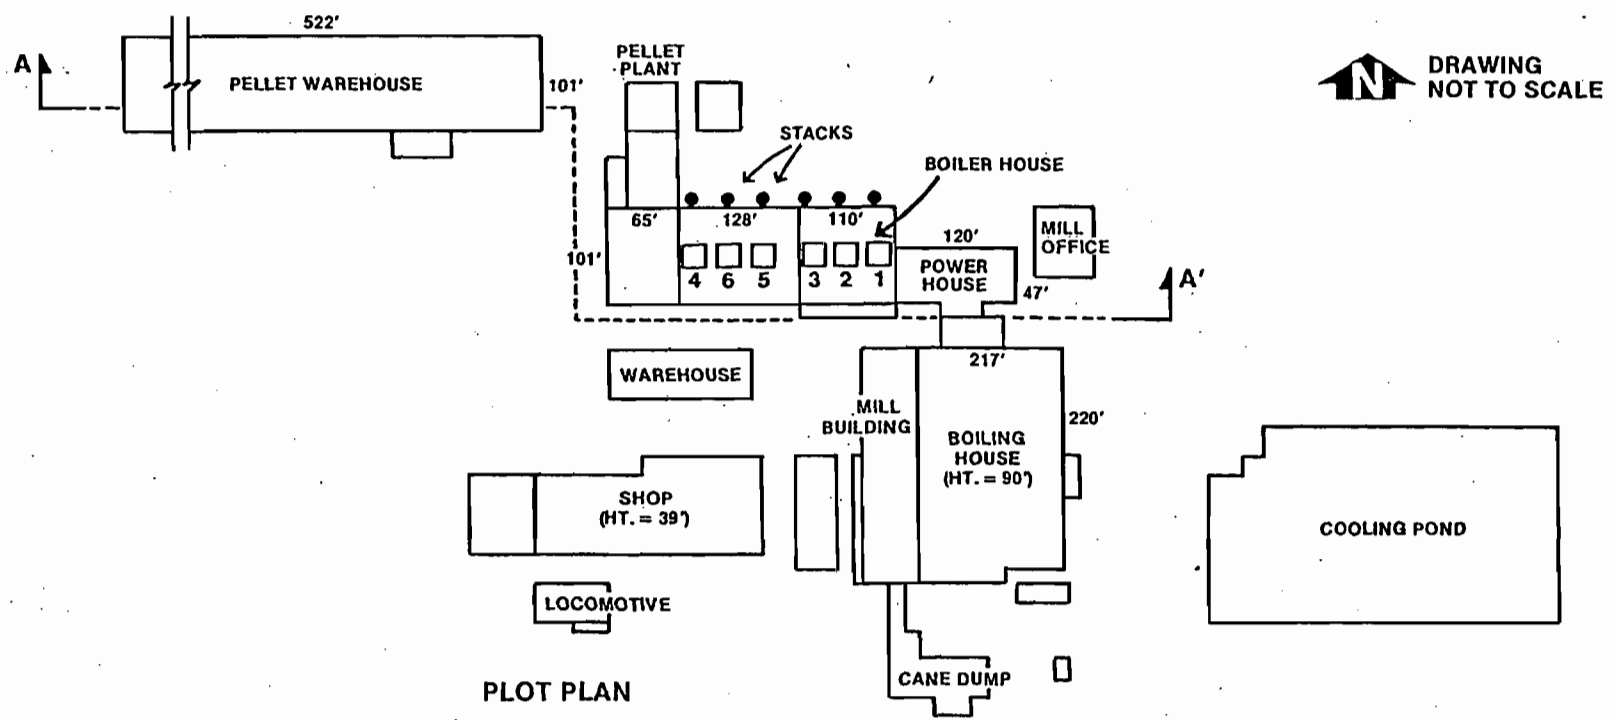 522'
A
PELLET WAREHOUSE
101'
PELLET
PLANT
STACKS
BOILER HOUSE
N
DRAWING
NOT TO SCALE
65'
128'
110'
101'
4
6
5
3
2
1
120'
POWER
HOUSE
47'
MILL
OFFICE
A'
WAREHOUSE
217'
MILL
BUILDING
220'
BOILING
HOUSE
(HT. = 90')
SHOP
(HT. = 39')
COOLING POND
LOCOMOTIVE
CANE DUMP
PLOT PLAN